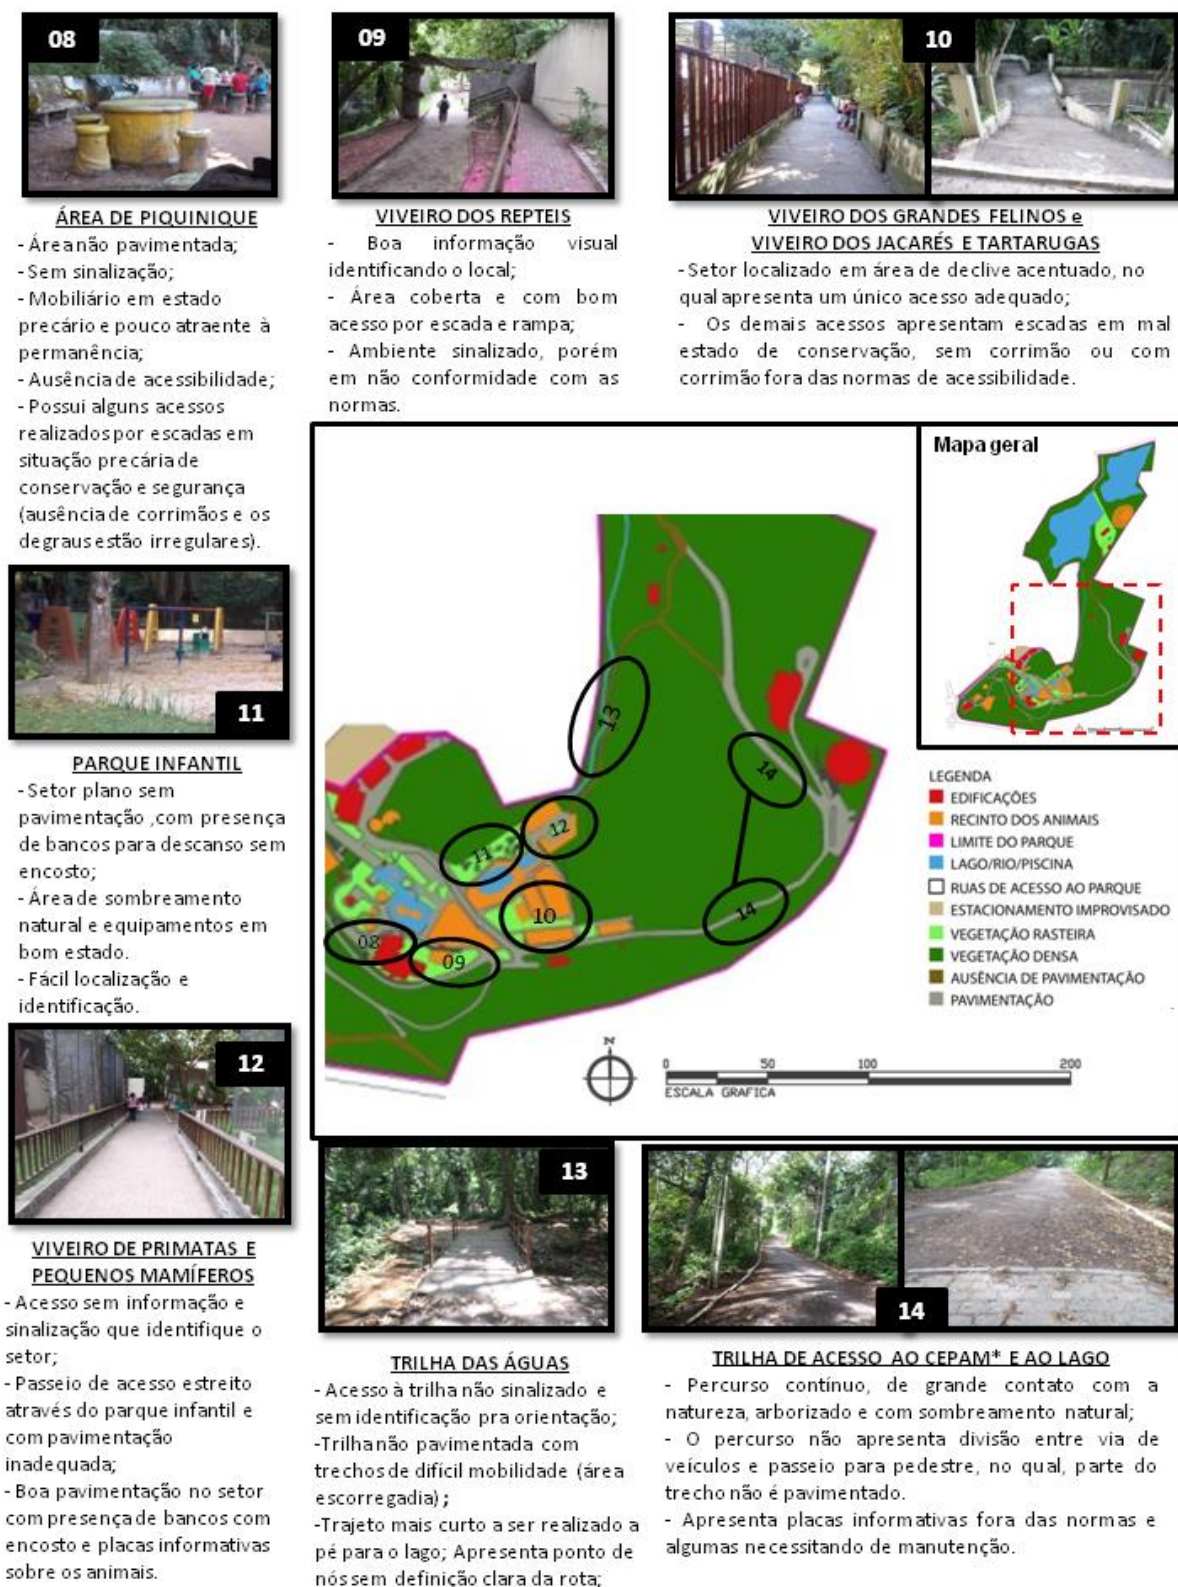 08
ÁREA DE PIQUINIQUE
- Área não pavimentada;
- Sem sinalização;
- Mobiliário em estado
precário e pouco atraente à
permanência;
- Ausência de acessibilidade;
- Possui alguns acessos
realizados por escadas em
situação precária de
conservação e segurança
(ausência de corrimãos e os
degraus estão irregulares).
09
VIVEIRO DOS REPTEIS
- Boa informação visual
identificando o local;
- Área coberta e com bom
acesso por escada e rampa;
- Ambiente sinalizado, porém
em não conformidade com as
normas.
10
VIVEIRO DOS GRANDES FELINOS e
VIVEIRO DOS JACARÉS E TARTARUGAS
- Setor localizado em área de declive acentuado, no
qual apresenta um único acesso adequado;
- Os demais acessos apresentam escadas em mal
estado de conservação, sem corrimão ou com
corrimão fora das normas de acessibilidade.
11
PARQUE INFANTIL
- Setor plano sem
pavimentação ,com presença
de bancos para descanso sem
encosto;
- Área de sombreamento
natural e equipamentos em
bom estado.
- Fácil localização e
identificação.
Mapa geral
13
14
12
11
10
14
08
09
LEGENDA
EDIFICAÇÕES
RECINTO DOS ANIMAIS
LIMITE DO PARQUE
LAGO/RIO/PISCINA
RUAS DE ACESSO AO PARQUE
ESTACIONAMENTO IMPROVISADO
VEGETAÇÃO RASTEIRA
VEGETAÇÃO DENSA
AUSÊNCIA DE PAVIMENTAÇÃO
PAVIMENTAÇÃO
N
0 50 100 200
ESCALA GRAFICA
12
VIVEIRO DE PRIMATAS E
PEQUENOS MAMÍFEROS
- Acesso sem informação e
sinalização que identifique o
setor;
- Passeio de acesso estreito
através do parque infantil e
com pavimentação
inadequada;
- Boa pavimentação no setor
com presença de bancos com
encosto e placas informativas
sobre os animais.
13
TRILHA DAS ÁGUAS
- Acesso à trilha não sinalizado e
sem identificação pra orientação;
-Trilha não pavimentada com
trechos de difícil mobilidade (área
escorregadia);
-Trajeto mais curto a ser realizado a
pé para o lago; Apresenta ponto de
nós sem definição clara da rota;
14
TRILHA DE ACESSO AO CEPAM* E AO LAGO
- Percurso contínuo, de grande contato com a
natureza, arborizado e com sombreamento natural;
- O percurso não apresenta divisão entre via de
veículos e passeio para pedestre, no qual, parte do
trecho não é pavimentado.
- Apresenta placas informativas fora das normas e
algumas necessitando de manutenção.